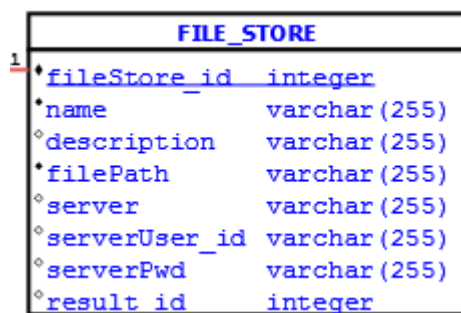 FILE_STORE
1
fileStore_id integer
name varchar(255)
description varchar(255)
filePath varchar(255)
server varchar(255)
serverUser_id varchar(255)
serverPwd varchar(255)
result_id integer